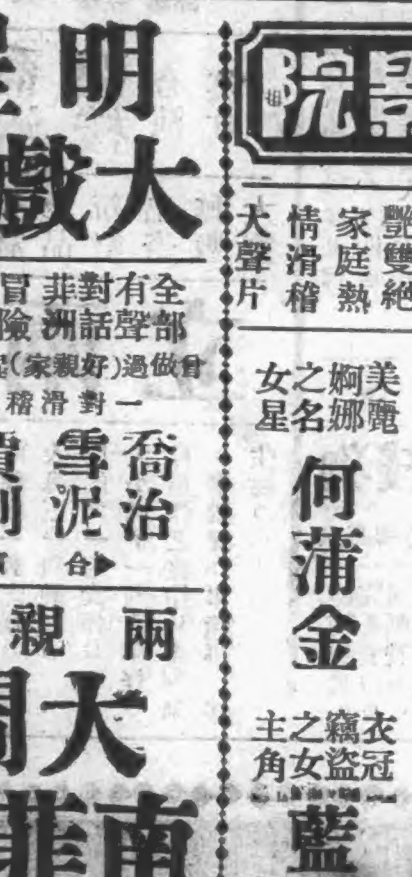 院
艷雙絕
家庭熱
情滑稽
大聲片
美麗
婀娜
之名
女星
何蒲金
衣冠
竊盜
之女
主角
藍
明
大戲
全部
有聲
對話
菲洲
冒險
曾做過(好親家)
一對滑稽
喬治
雪泥
合
兩親
大
南菲